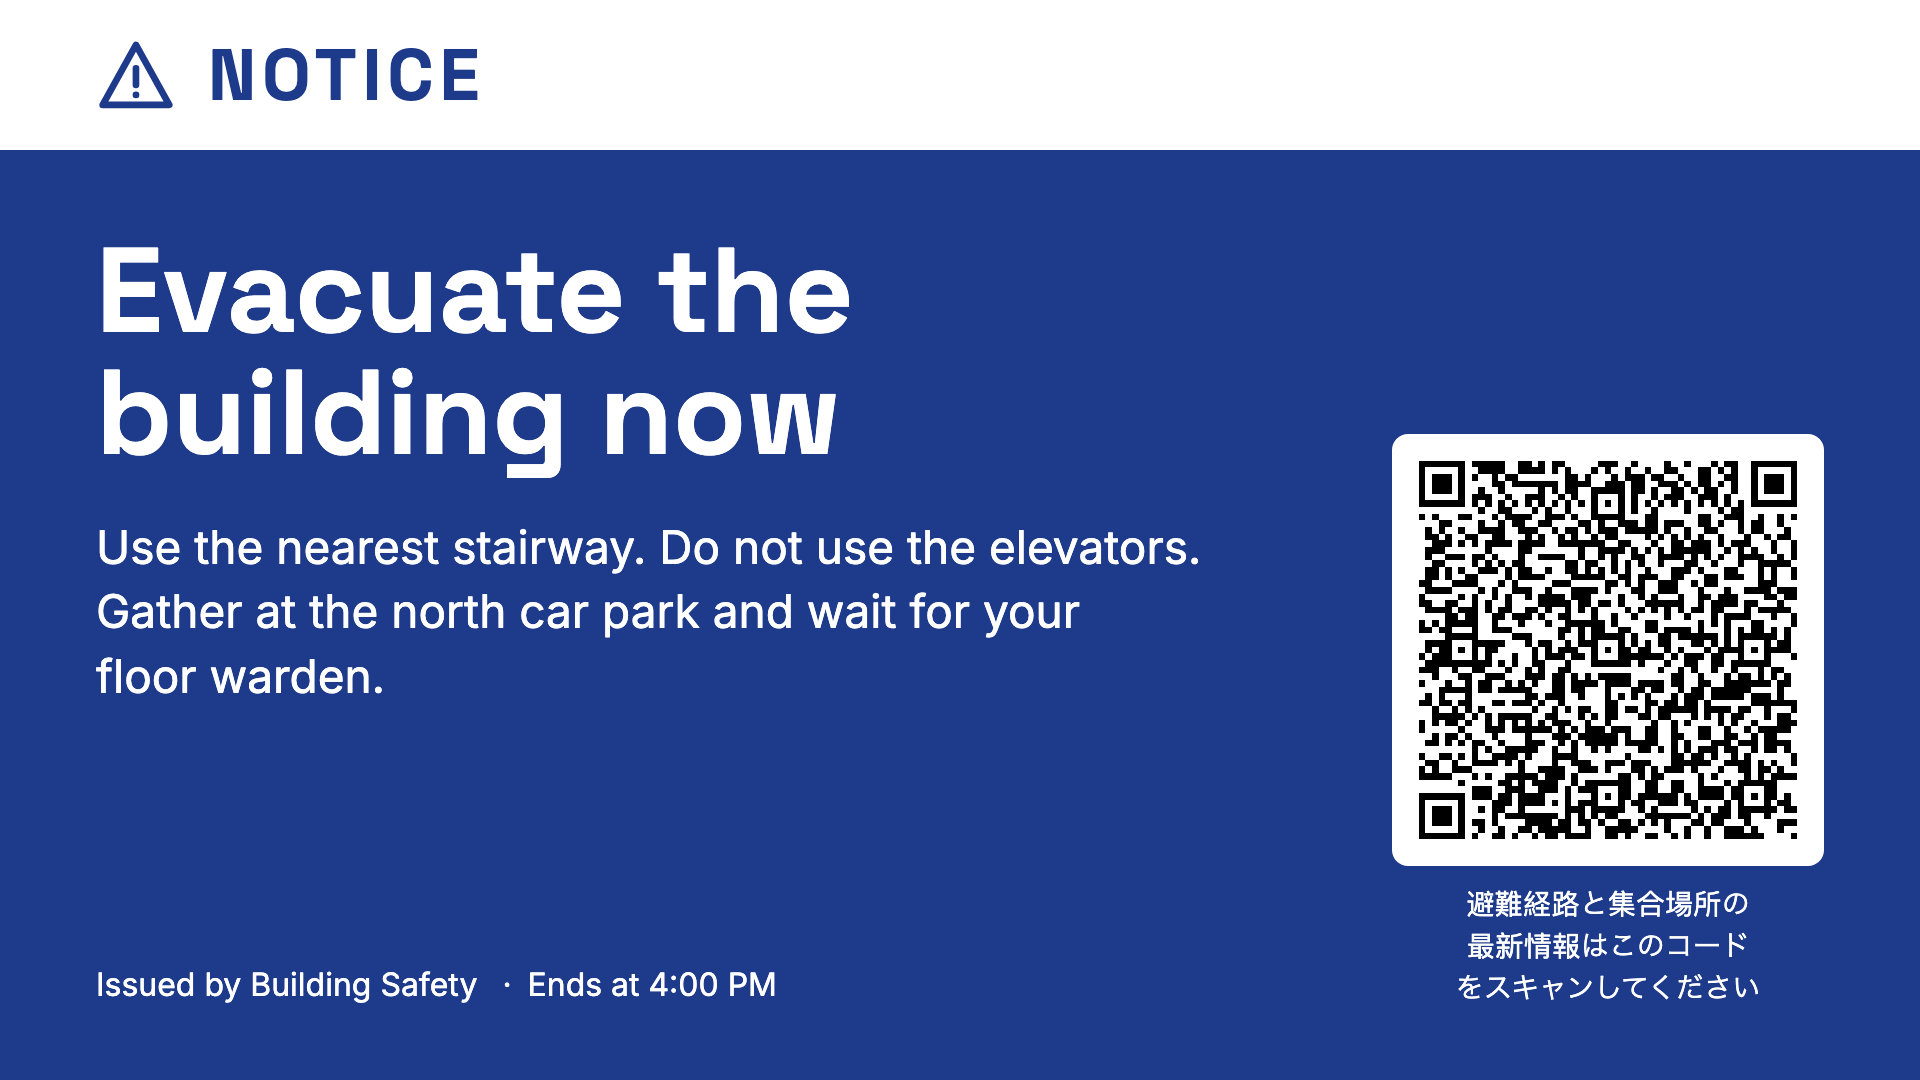 NOTICE
Evacuate the
building now
Use the nearest stairway. Do not use the elevators.
Gather at the north car park and wait for your
floor warden.
Issued by Building Safety · Ends at 4:00 PM
避難経路と集合場所の
最新情報はこのコード
をスキャンしてください